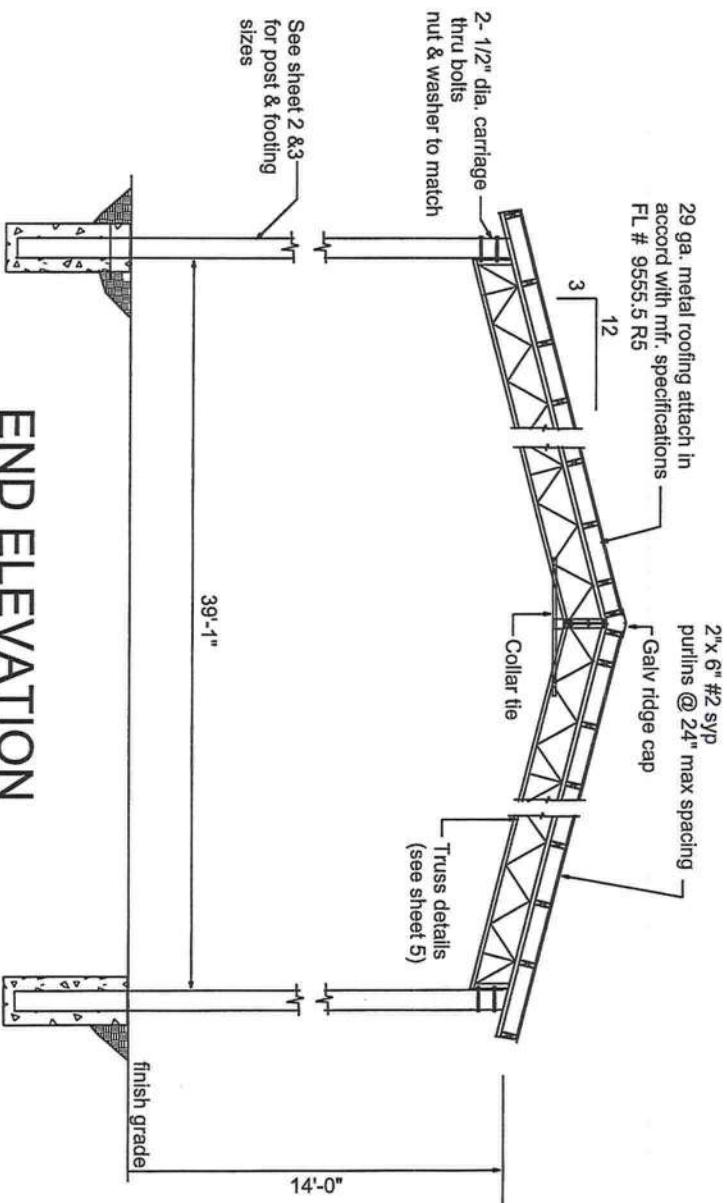 29 ga. metal roofing attach in
accord with mfr. specifications
FL # 9555.5 R5
2"x 6" #2 syp
purlins @ 24" max spacing
Galv ridge cap
2- 1/2" dia. carriage
thru bolts
nut & washer to match
3
12
Collar tie
Truss details
(see sheet 5)
See sheet 2 &3
for post & footing
sizes
39'-1"
14'-0"
finish grade
END ELEVATION